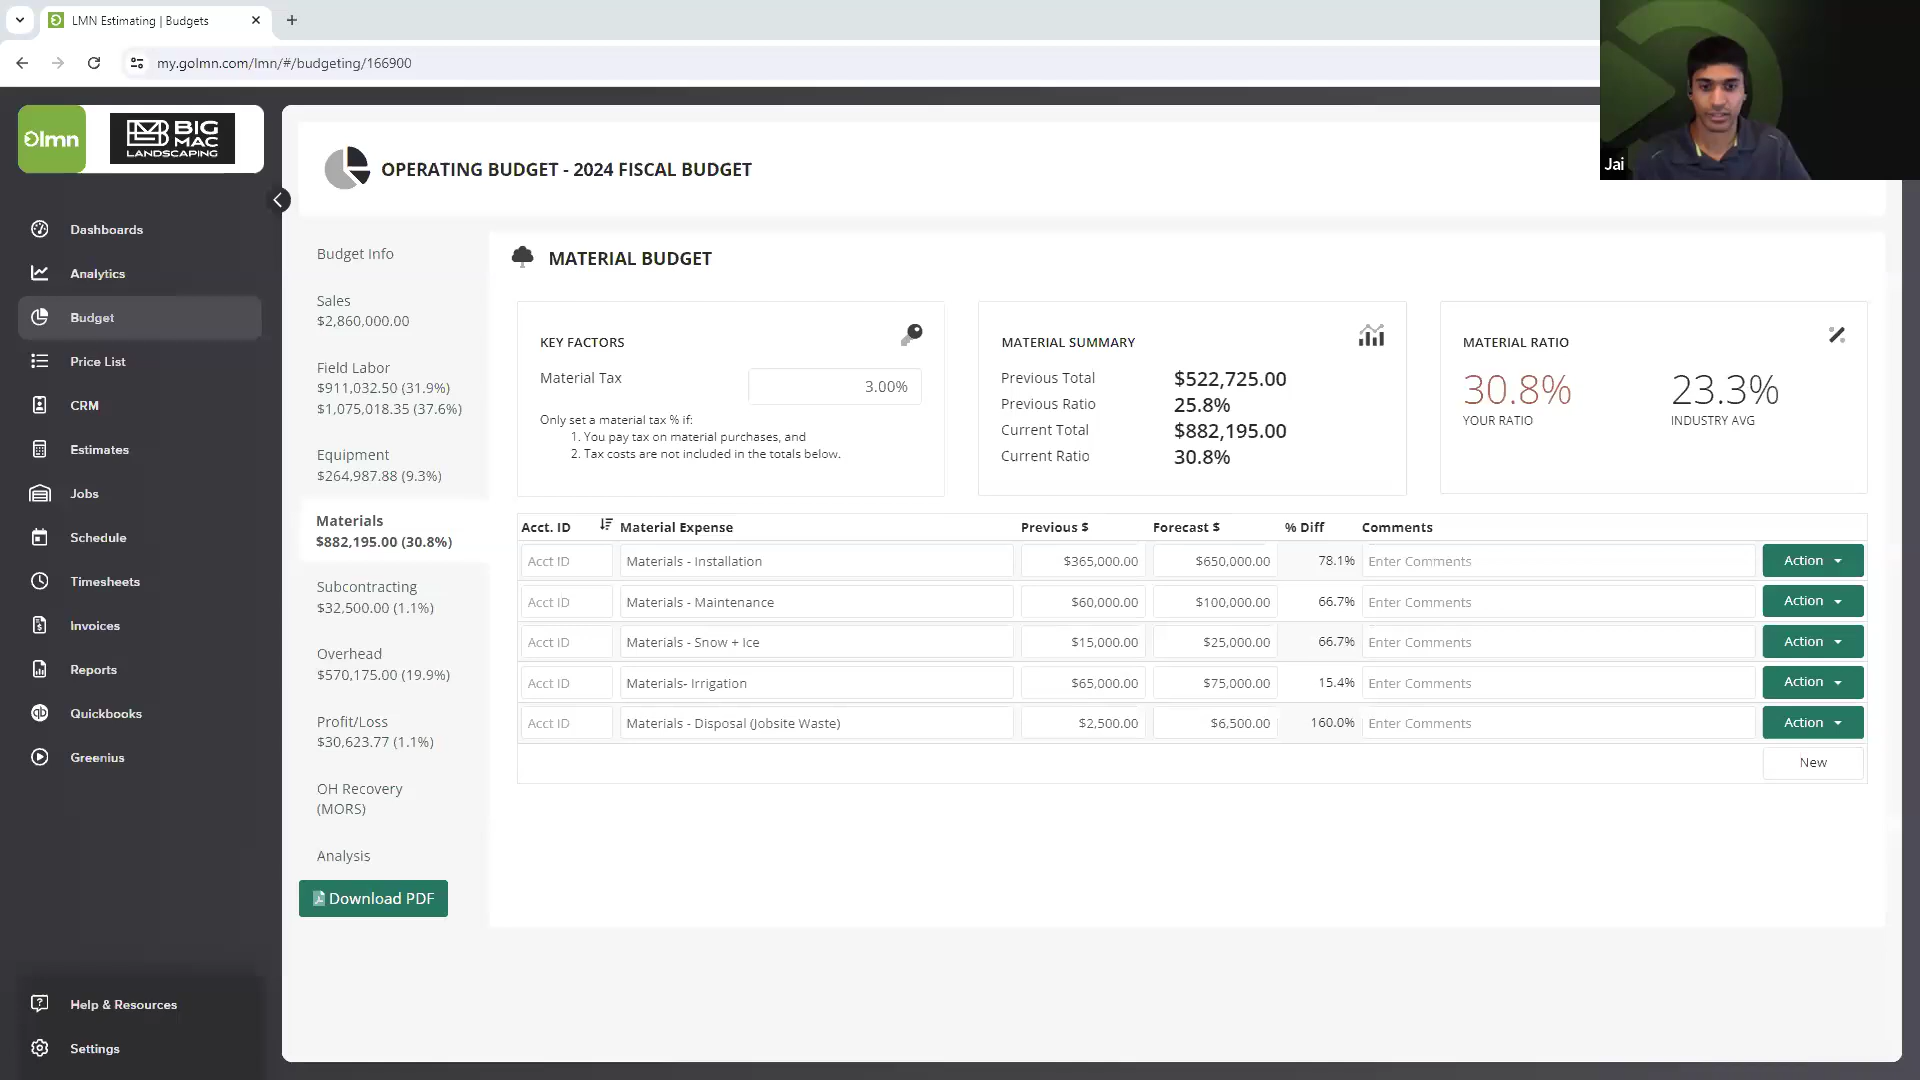 LMN Estimating | Budgets
my.golmn.com/lmn/#/budgeting/166900
Jai
lmn
BIG
MAC
LANDSCAPING
Dashboards
Analytics
Budget
Price List
CRM
Estimates
Jobs
Schedule
Timesheets
Invoices
Reports
Quickbooks
Greenius
Help & Resources
Settings
OPERATING BUDGET - 2024 FISCAL BUDGET
Budget Info
Sales
$2,860,000.00
Field Labor
$911,032.50 (31.9%)
$1,075,018.35 (37.6%)
Equipment
$264,987.88 (9.3%)
Materials
$882,195.00 (30.8%)
Subcontracting
$32,500.00 (1.1%)
Overhead
$570,175.00 (19.9%)
Profit/Loss
$30,623.77 (1.1%)
OH Recovery
(MORS)
Analysis
Download PDF
MATERIAL BUDGET
KEY FACTORS
Material Tax 3.00%
Only set a material tax % if:
1. You pay tax on material purchases, and
2. Tax costs are not included in the totals below.
MATERIAL SUMMARY
Previous Total $522,725.00
Previous Ratio 25.8%
Current Total $882,195.00
Current Ratio 30.8%
MATERIAL RATIO
30.8% 23.3%
YOUR RATIO INDUSTRY AVG
Acct. ID Material Expense Previous $ Forecast $ % Diff Comments
Acct ID Materials - Installation $365,000.00 $650,000.00 78.1% Enter Comments Action
Acct ID Materials - Maintenance $60,000.00 $100,000.00 66.7% Enter Comments Action
Acct ID Materials - Snow + Ice $15,000.00 $25,000.00 66.7% Enter Comments Action
Acct ID Materials- Irrigation $65,000.00 $75,000.00 15.4% Enter Comments Action
Acct ID Materials - Disposal (Jobsite Waste) $2,500.00 $6,500.00 160.0% Enter Comments Action
New